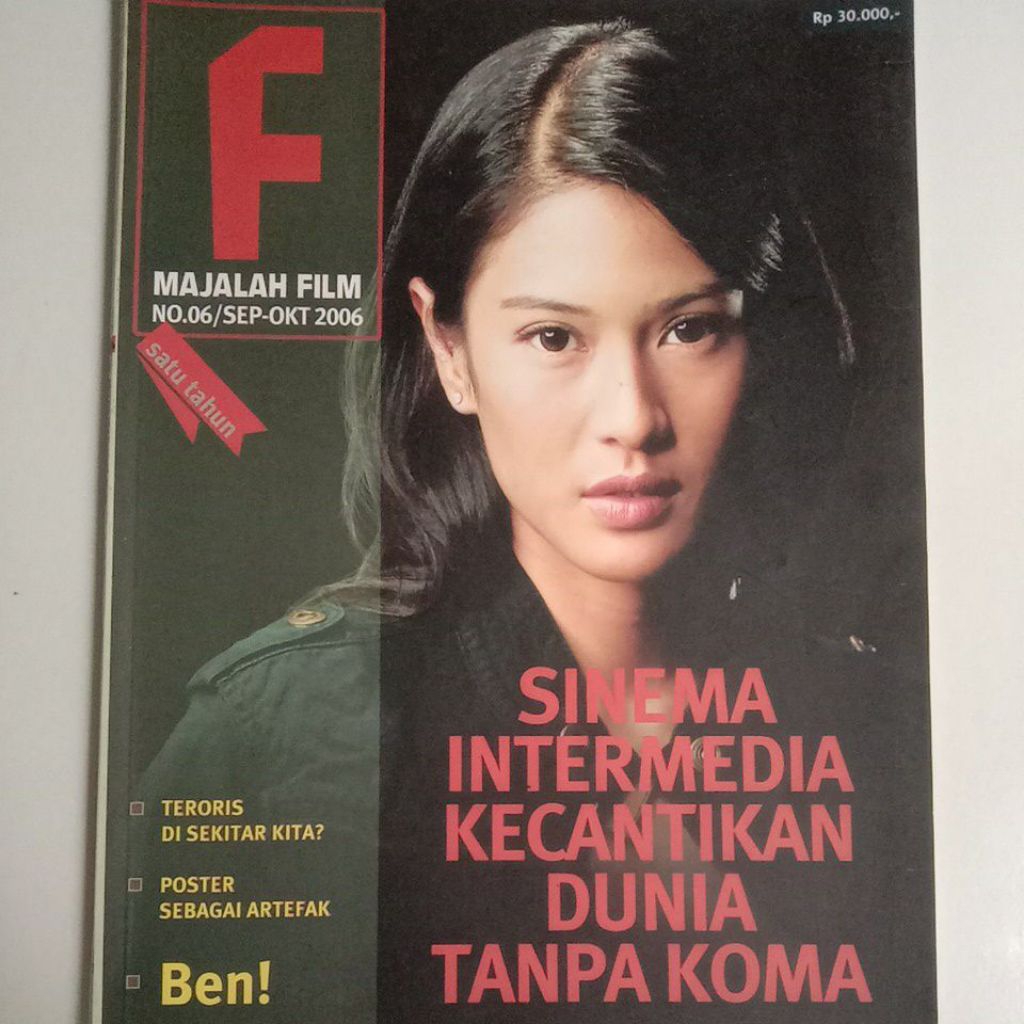 Rp 30.000,-
F
MAJALAH FILM
NO.06/SEP-OKT 2006
satu tahun
SINEMA
INTERMEDIA
KECANTIKAN
DUNIA
TANPA KOMA
TERORIS
DI SEKITAR KITA?
POSTER
SEBAGAI ARTEFAK
Ben!